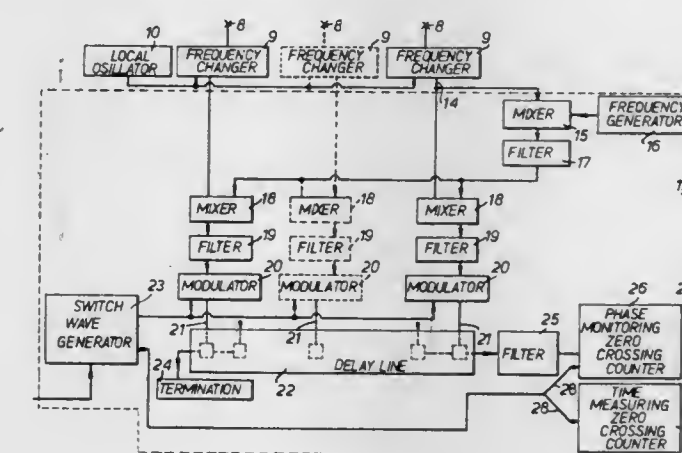 8 8
10 9 9 9
LOCAL OSILLATOR
FREQUENCY CHANGER
FREQUENCY CHANGER
FREQUENCY CHANGER
14
MIXER
15
FREQUENCY GENERATOR
16
FILTER
17
MIXER 18
MIXER 18
MIXER 18
FILTER 19
FILTER 19
FILTER 19
20 20 20
MODULATOR
MODULATOR
MODULATOR
23
SWITCH
WAVE
GENERATOR
21 21 21
24
TERMINATION
DELAY LINE
22
25
FILTER
26
PHASE
MONITORING
ZERO
CROSSING
COUNTER
28
28
TIME
MEASURING
ZERO
CROSSING
COUNTER